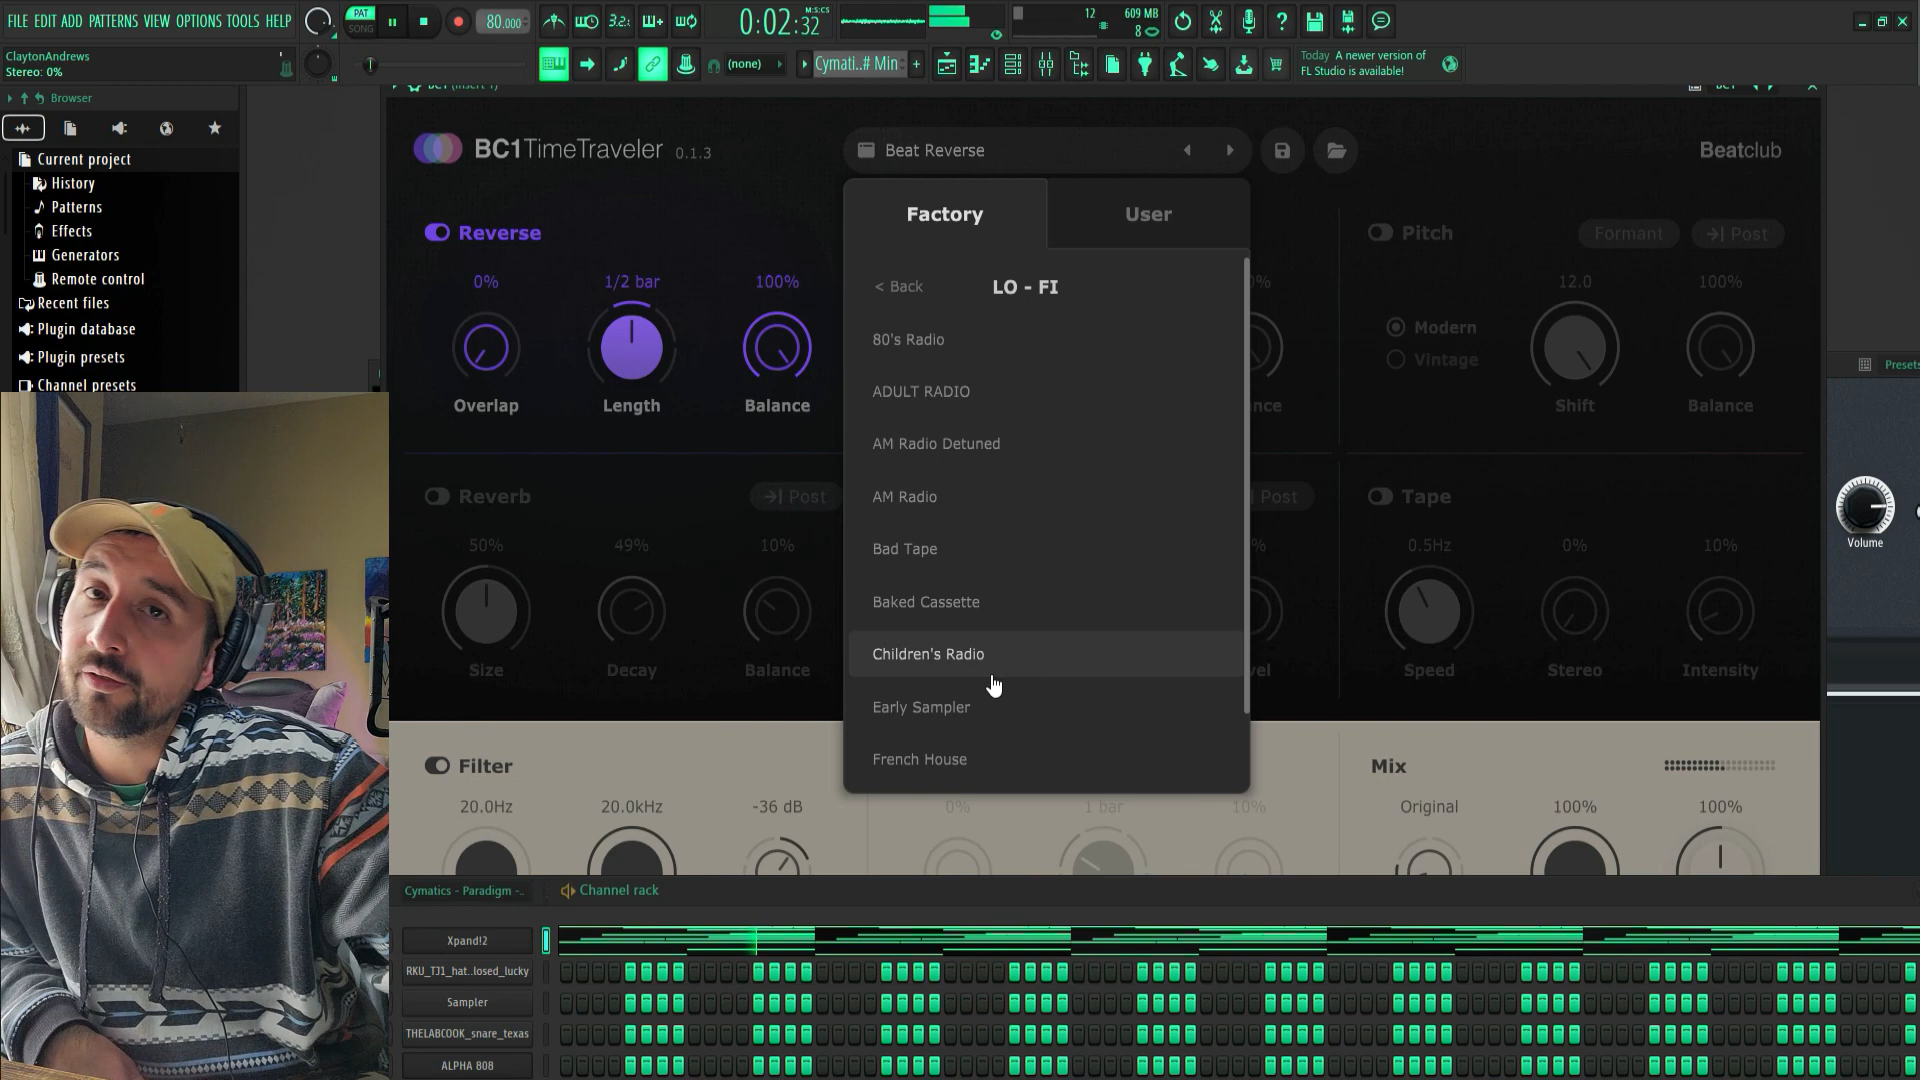 FILE EDIT ADD PATTERNS VIEW OPTIONS TOOLS HELP
PAT
SONG
80.000
3.2.
0:02:32
M:S:CS
12
609 MB
8
ClaytonAndrews
Stereo: 0%
(none)
Cymati..# Min
Today A newer version of
FL Studio is available!
Browser
Current project
History
Patterns
Effects
Generators
Remote control
Recent files
Plugin database
Plugin presets
Channel presets
BC1TimeTraveler 0.1.3
Beat Reverse
Beatclub
Factory
User
< Back
LO - FI
80's Radio
ADULT RADIO
AM Radio Detuned
AM Radio
Bad Tape
Baked Cassette
Children's Radio
Early Sampler
French House
Reverse
0%
1/2 bar
100%
Overlap
Length
Balance
Pitch
Formant
Post
12.0
100%
Modern
Vintage
Shift
Balance
Reverb
Post
50%
49%
10%
Size
Decay
Balance
Post
Tape
0.5Hz
0%
10%
Speed
Stereo
Intensity
Filter
20.0Hz
20.0kHz
-36 dB
0%
1 bar
10%
Mix
Original
100%
100%
Presets
Volume
Cymatics - Paradigm -..
Channel rack
Xpand!2
RKU_TJ1_hat..losed_lucky
Sampler
THELABCOOK_snare_texas
ALPHA 808